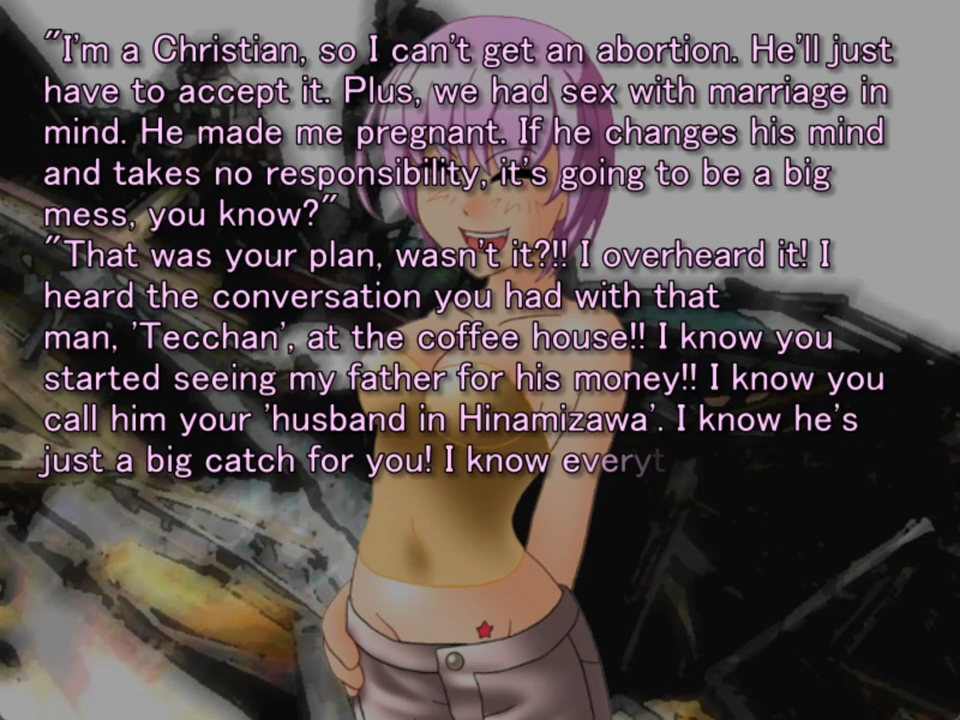 "I'm a Christian, so I can't get an abortion. He'll just
have to accept it. Plus, we had sex with marriage in
mind. He made me pregnant. If he changes his mind
and takes no responsibility, it's going to be a big
mess, you know?"
"That was your plan, wasn't it?!! I overheard it! I
heard the conversation you had with that
man, 'Tecchan', at the coffee house!! I know you
started seeing my father for his money!! I know you
call him your 'husband in Hinamizawa'. I know he's
just a big catch for you! I know everyt